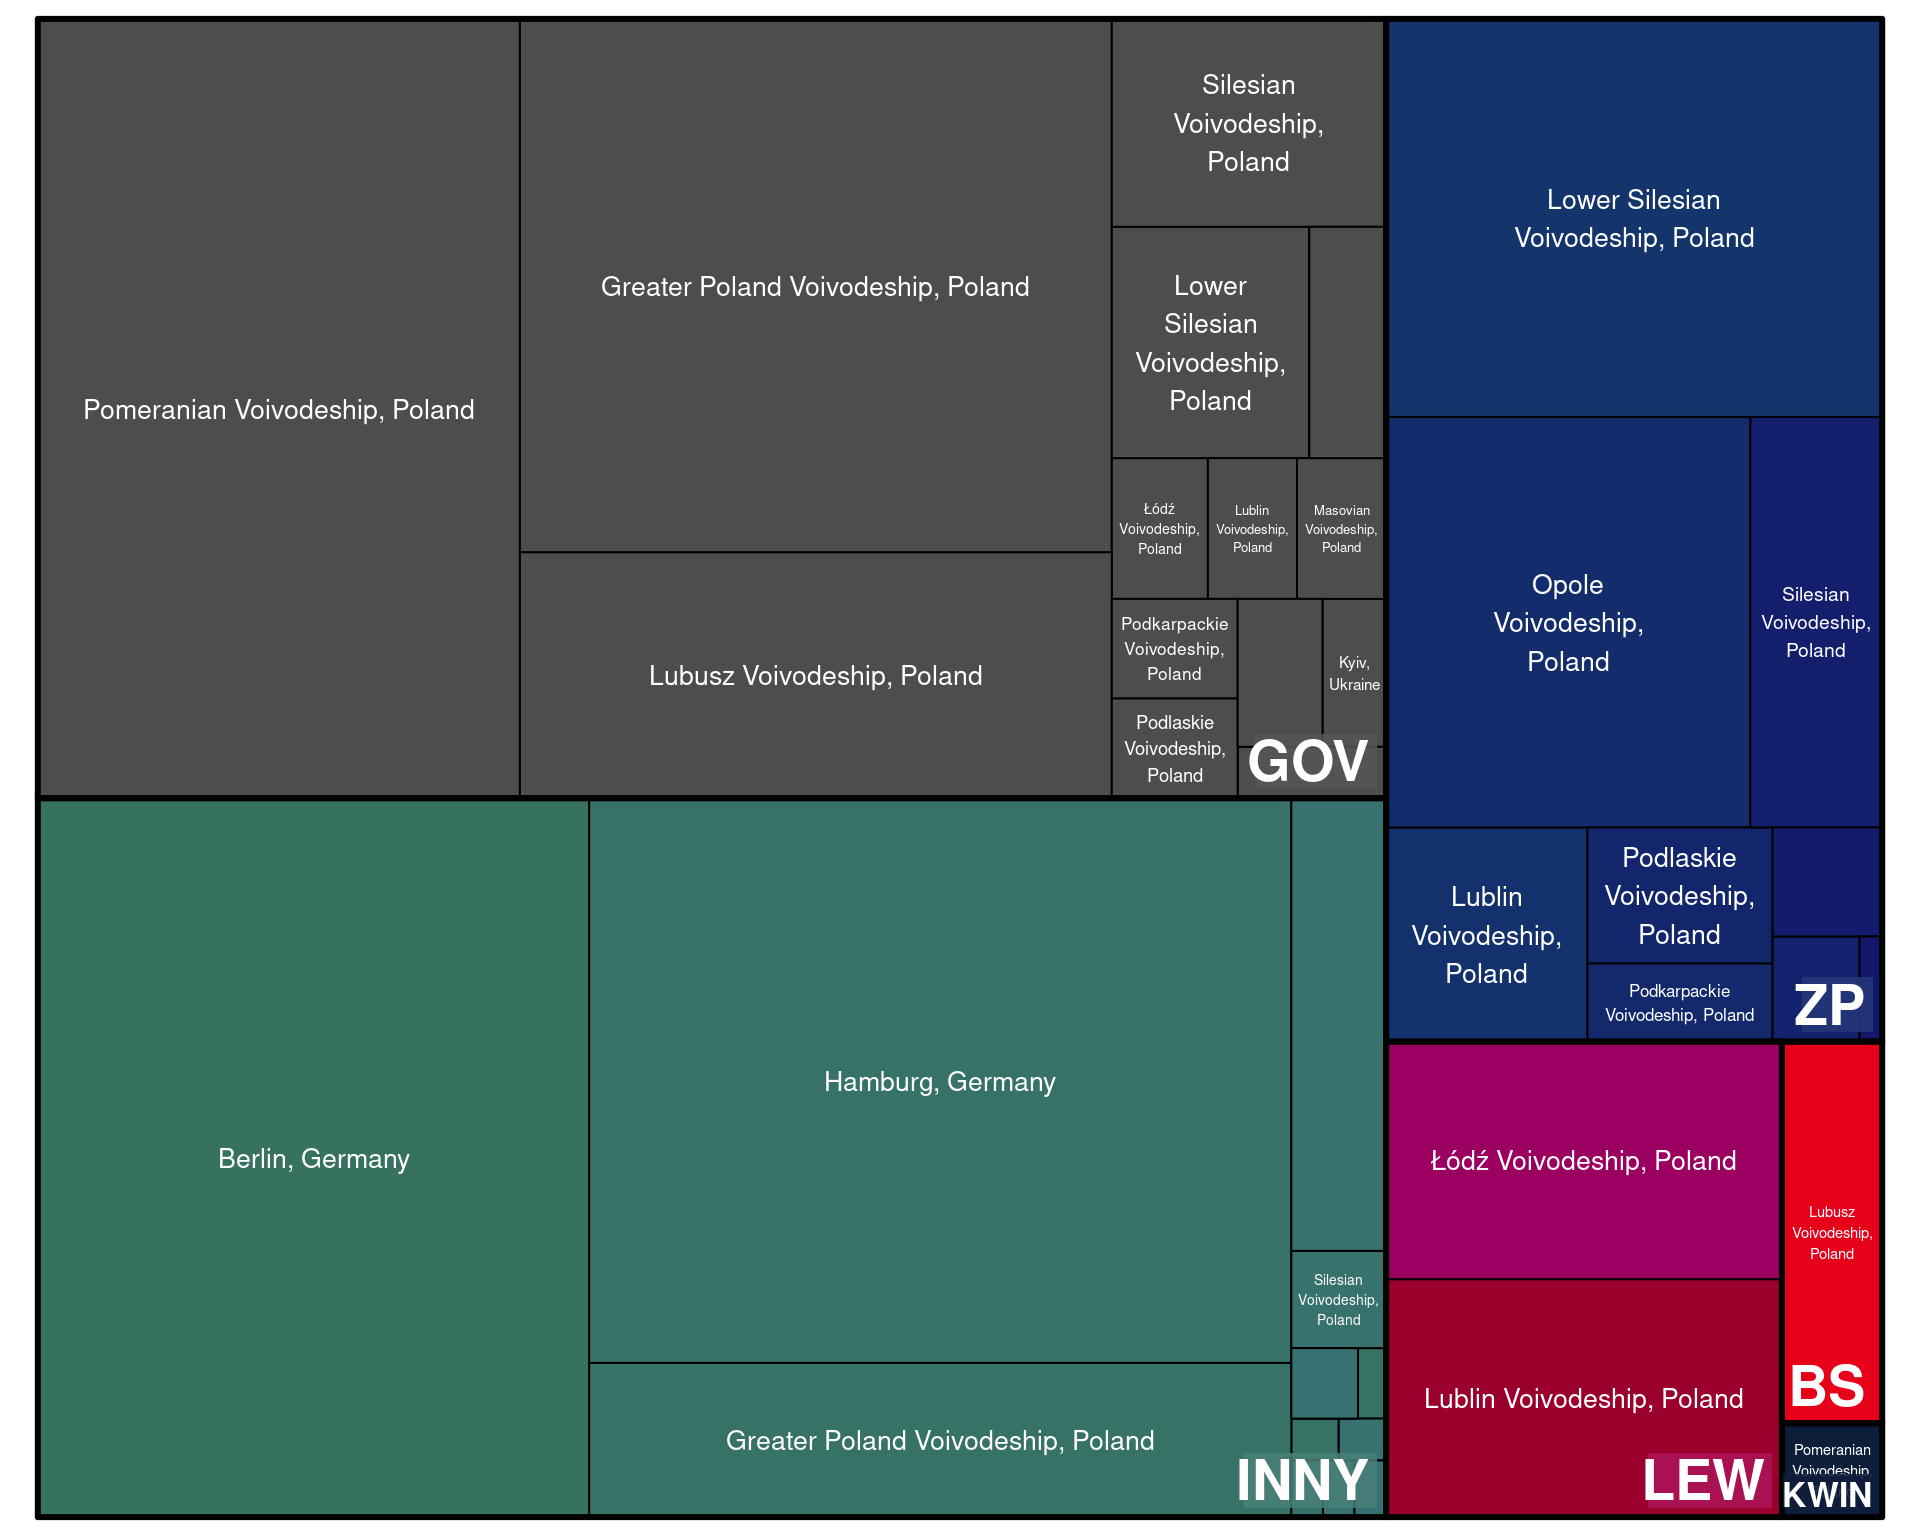 Pomeranian Voivodeship, Poland
Greater Poland Voivodeship, Poland
Lubusz Voivodeship, Poland
Silesian
Voivodeship,
Poland
Lower
Silesian
Voivodeship,
Poland
Łódź
Voivodeship,
Poland
Lublin
Voivodeship,
Poland
Masovian
Voivodeship,
Poland
Podkarpackie
Voivodeship,
Poland
Podlaskie
Voivodeship,
Poland
Kyiv,
Ukraine
GOV
Lower Silesian
Voivodeship, Poland
Opole
Voivodeship,
Poland
Silesian
Voivodeship,
Poland
Lublin
Voivodeship,
Poland
Podlaskie
Voivodeship,
Poland
Podkarpackie
Voivodeship, Poland
ZP
Berlin, Germany
Hamburg, Germany
Greater Poland Voivodeship, Poland
Silesian
Voivodeship,
Poland
INNY
Łódź Voivodeship, Poland
Lublin Voivodeship, Poland
LEW
Lubusz
Voivodeship,
Poland
BS
Pomeranian
Voivodeship,
KWIN